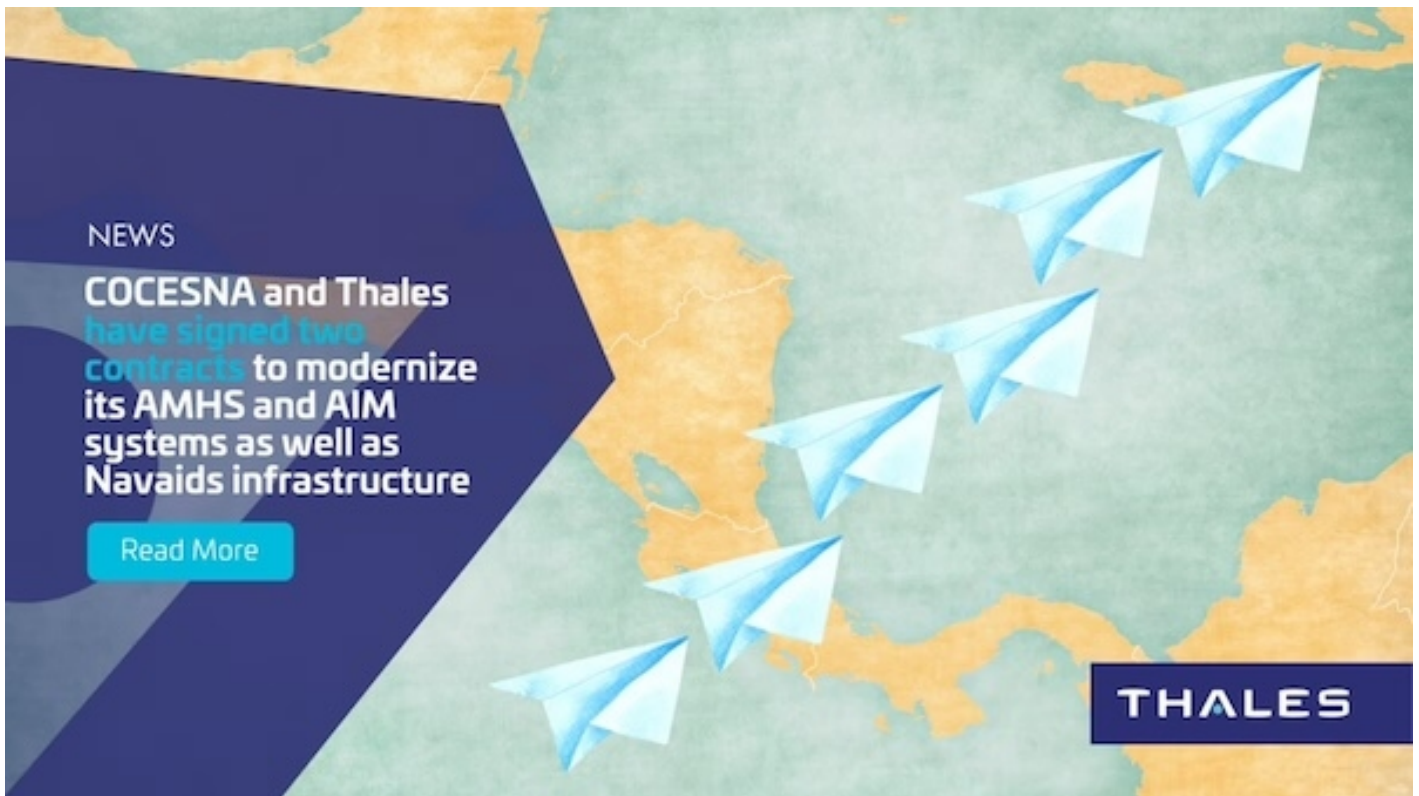 NEWS
COCESNA and Thales
have signed two
contracts to modernize
its AMHS and AIM
systems as well as
Navaids infrastructure
Read More
THALES